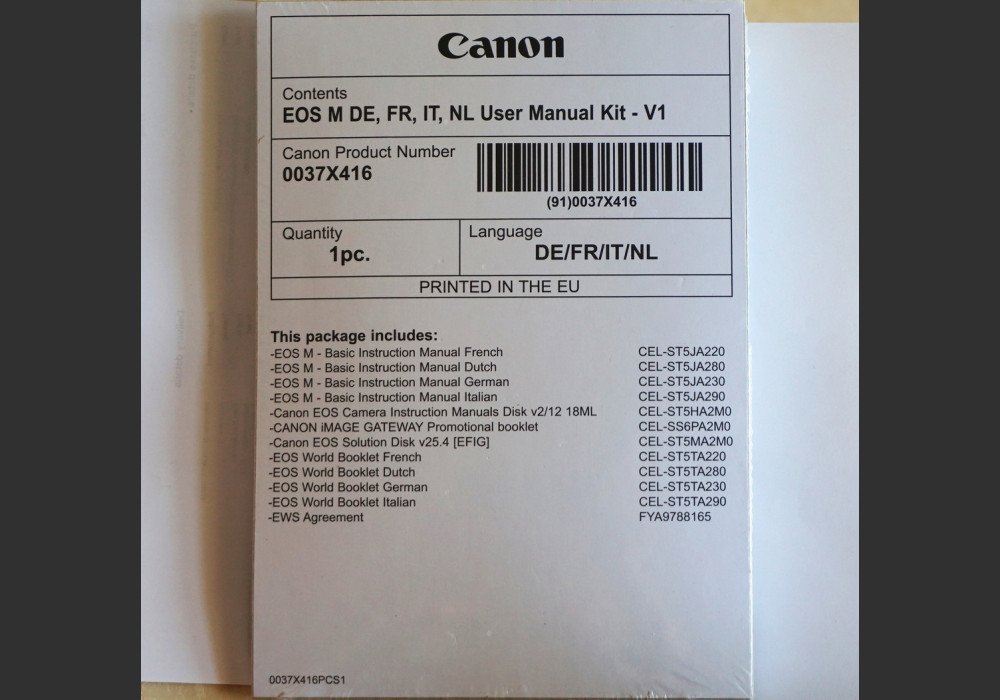 Canon
Contents
EOS M DE, FR, IT, NL User Manual Kit - V1
Canon Product Number
0037X416
(91)0037X416
Quantity
1pc.
Language
DE/FR/IT/NL
PRINTED IN THE EU
This package includes:
-EOS M - Basic Instruction Manual French CEL-ST5JA220
-EOS M - Basic Instruction Manual Dutch CEL-ST5JA280
-EOS M - Basic Instruction Manual German CEL-ST5JA230
-EOS M - Basic Instruction Manual Italian CEL-ST5JA290
-Canon EOS Camera Instruction Manuals Disk v2/12 18ML CEL-ST5HA2M0
-CANON iMAGE GATEWAY Promotional booklet CEL-SS6PA2M0
-Canon EOS Solution Disk v25.4 [EFIG] CEL-ST5MA2M0
-EOS World Booklet French CEL-ST5TA220
-EOS World Booklet Dutch CEL-ST5TA280
-EOS World Booklet German CEL-ST5TA230
-EOS World Booklet Italian CEL-ST5TA290
-EWS Agreement FYA9788165
0037X416PCS1